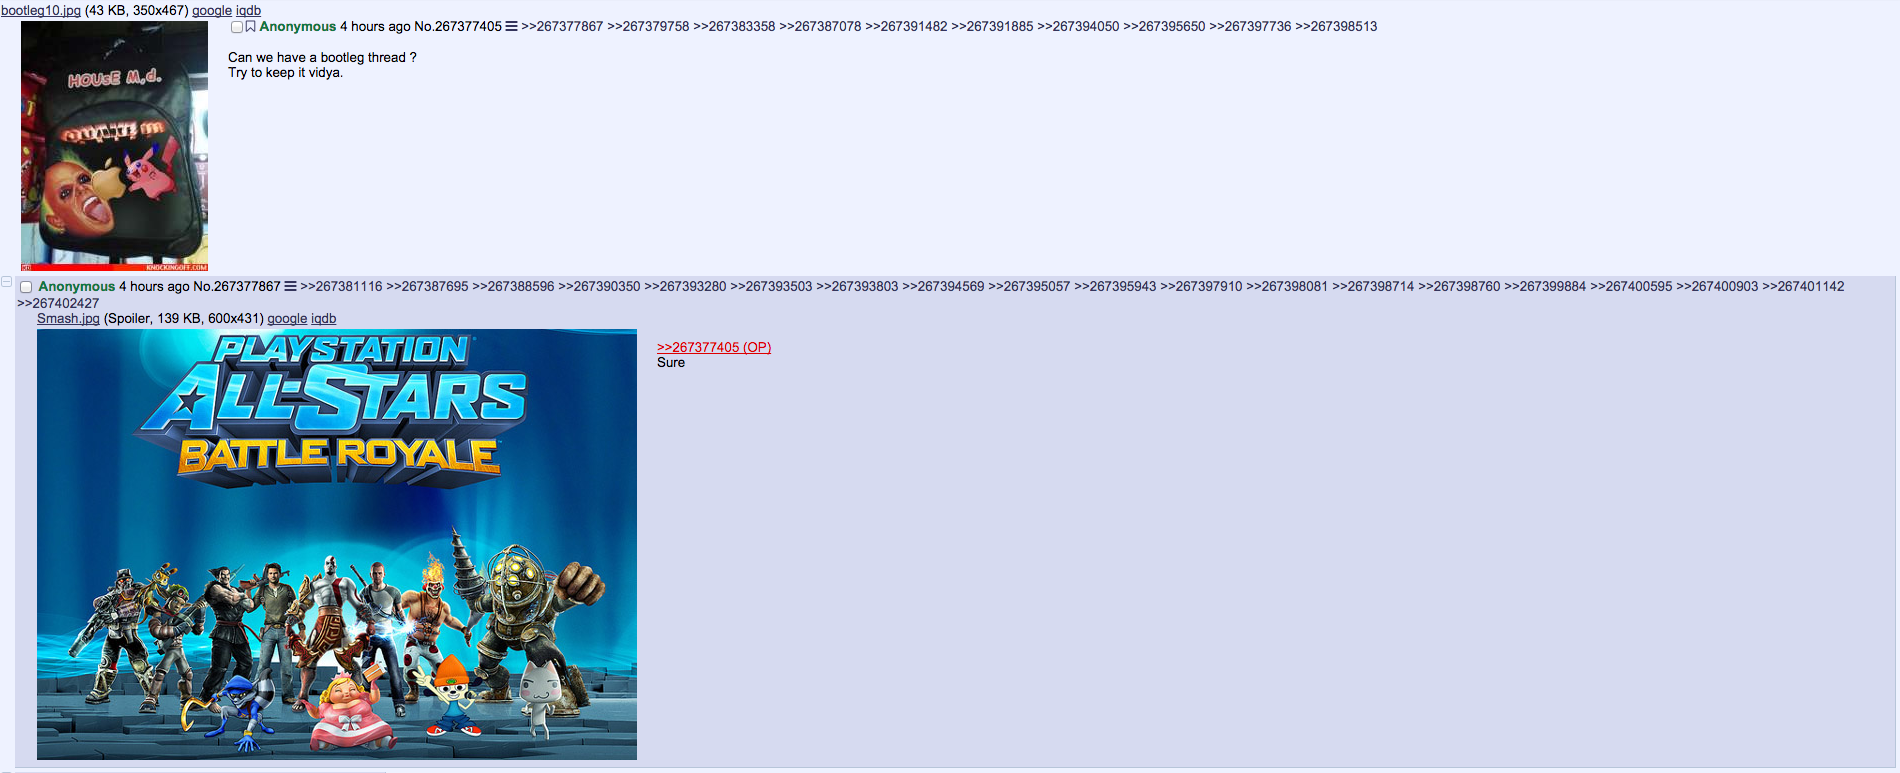 bootleg10.jpg (43 KB, 350x467) google iqdb
Anonymous 4 hours ago No.267377405 >>267377867 >>267379758 >>267383358 >>267387078 >>267391482 >>267391885 >>267394050 >>267395650 >>267397736 >>267398513
HOUsE M,d.
KNOCKINGOFF.COM
Can we have a bootleg thread ?
Try to keep it vidya.
Anonymous 4 hours ago No.267377867 >>267381116 >>267387695 >>267388596 >>267390350 >>267393280 >>267393503 >>267393803 >>267394569 >>267395057 >>267395943 >>267397910 >>267398081 >>267398714 >>267398760 >>267399884 >>267400595 >>267400903 >>267401142
>>267402427
Smash.jpg (Spoiler, 139 KB, 600x431) google iqdb
PLAYSTATION
ALL-STARS
BATTLE ROYALE
>>267377405 (OP)
Sure